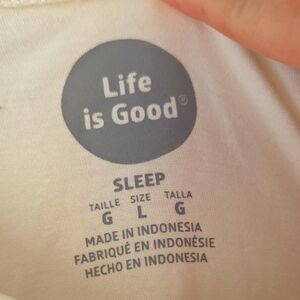 Life
is Good®
SLEEP
TAILLE SIZE TALLA
G L G
MADE IN INDONESIA
FABRIQUÉ EN INDONÉSIE
HECHO EN INDONESIA